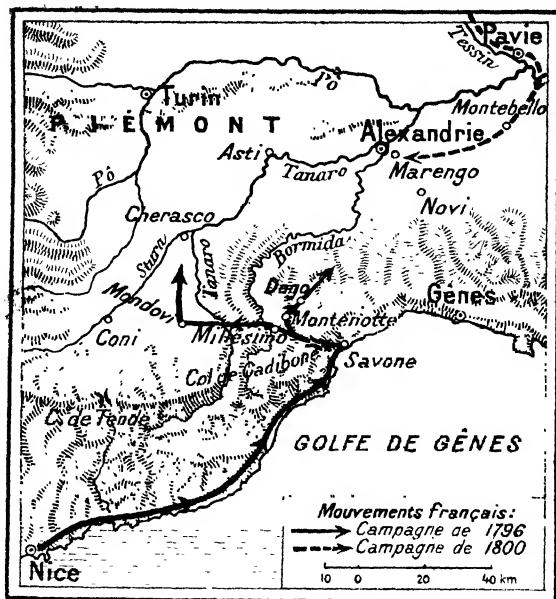 Pavie
Tessin
Pô
Turin
Montebello
PIÉMONT
Alexandrie
Asti
Tanaro
Marengo
Pô
Novi
Cherasco
Stura
Tanaro
Bormida
Dego
Gênes
Mondovi
Millesimo
Montenotte
Coni
Savone
Col de Cadibone
C. de Tende
GOLFE DE GÊNES
Mouvements français:
Campagne de 1796
Campagne de 1800
Nice
10 0 20 40 km